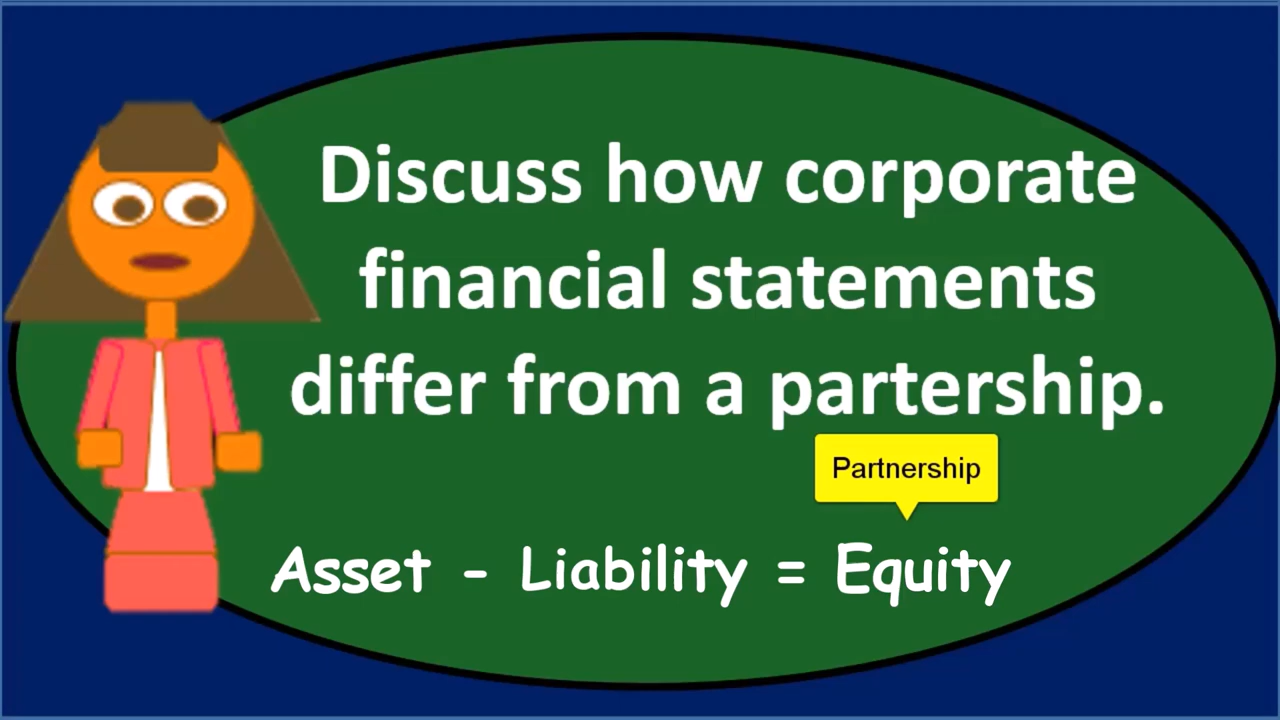 Discuss how corporate
financial statements
differ from a partership.
Partnership
Asset - Liability = Equity